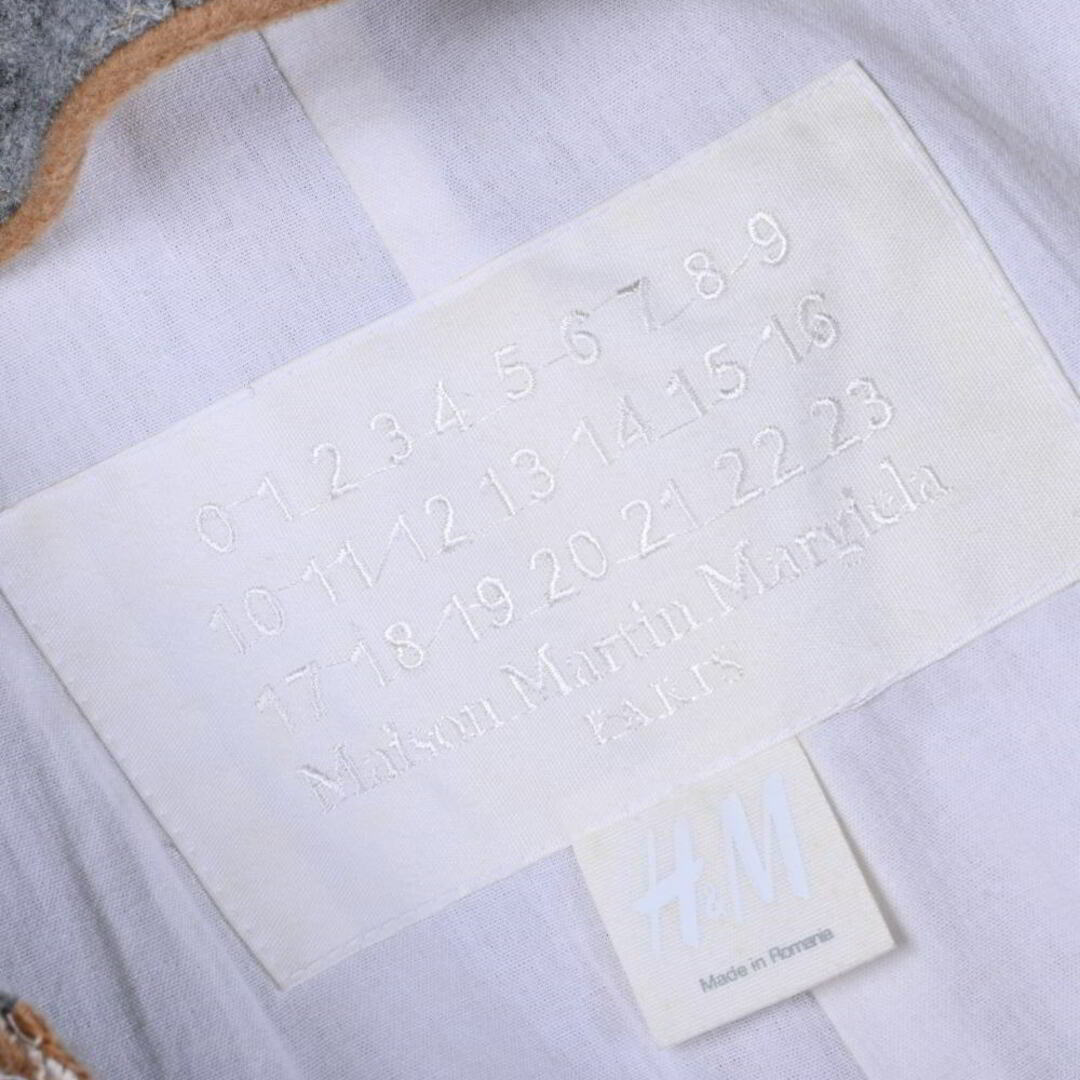 0 1 2 3 4 5 6 7 8 9
10 11 12 13 14 15 16
17 18 19 20 21 22 23
Maison Martin Margiela
PARIS
H&M
Made in Romania